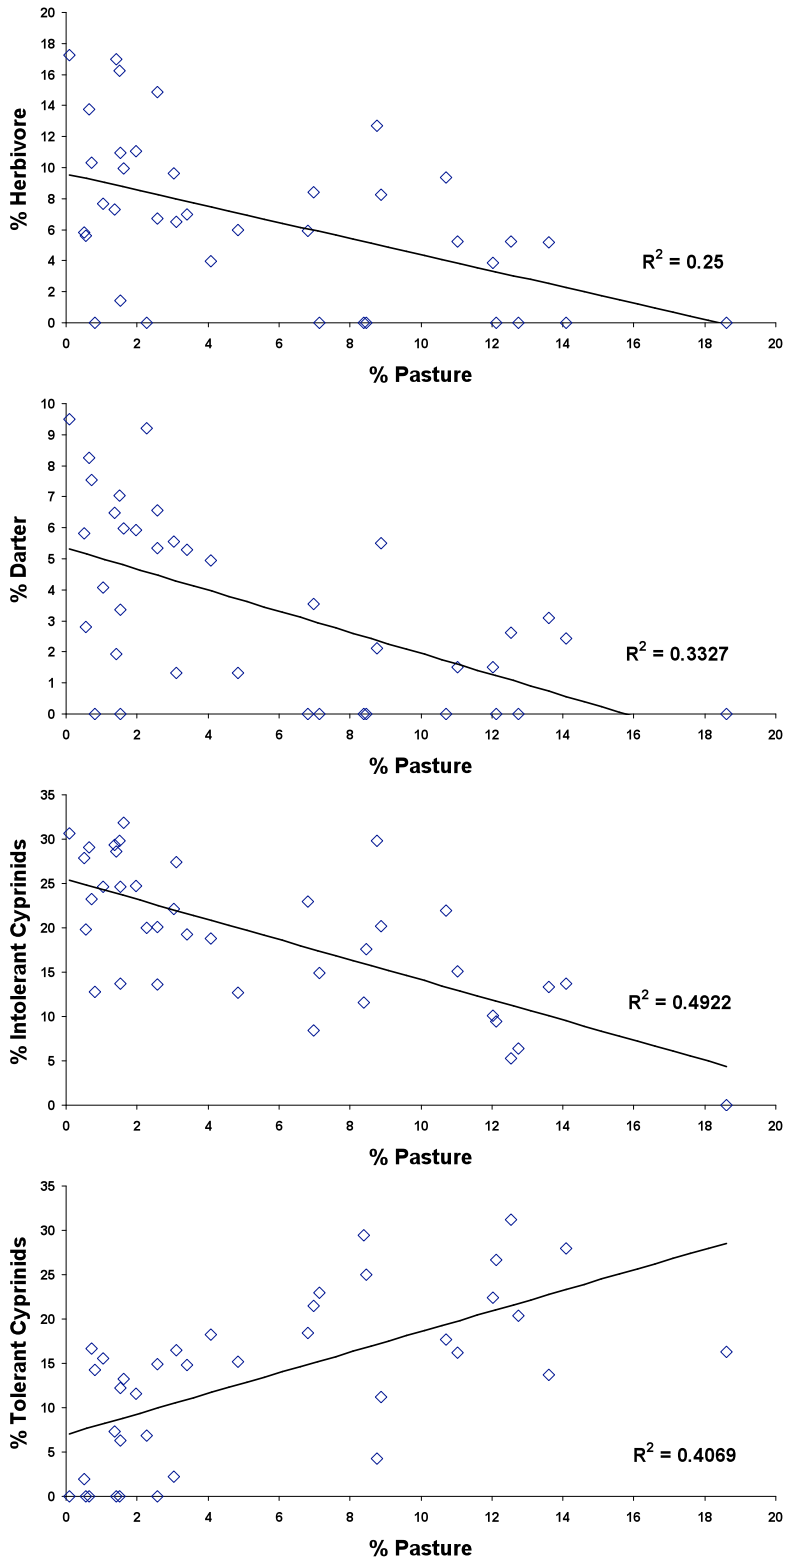 20
18
16
14
12
10
8
6
4
2
0
% Herbivore
R² = 0.25
0 2 4 6 8 10 12 14 16 18 20
% Pasture
10
9
8
7
6
5
4
3
2
1
0
% Darter
R² = 0.3327
0 2 4 6 8 10 12 14 16 18 20
% Pasture
35
30
25
20
15
10
5
0
% Intolerant Cyprinids
R² = 0.4922
0 2 4 6 8 10 12 14 16 18 20
% Pasture
35
30
25
20
15
10
5
0
% Tolerant Cyprinids
R² = 0.4069
0 2 4 6 8 10 12 14 16 18 20
% Pasture